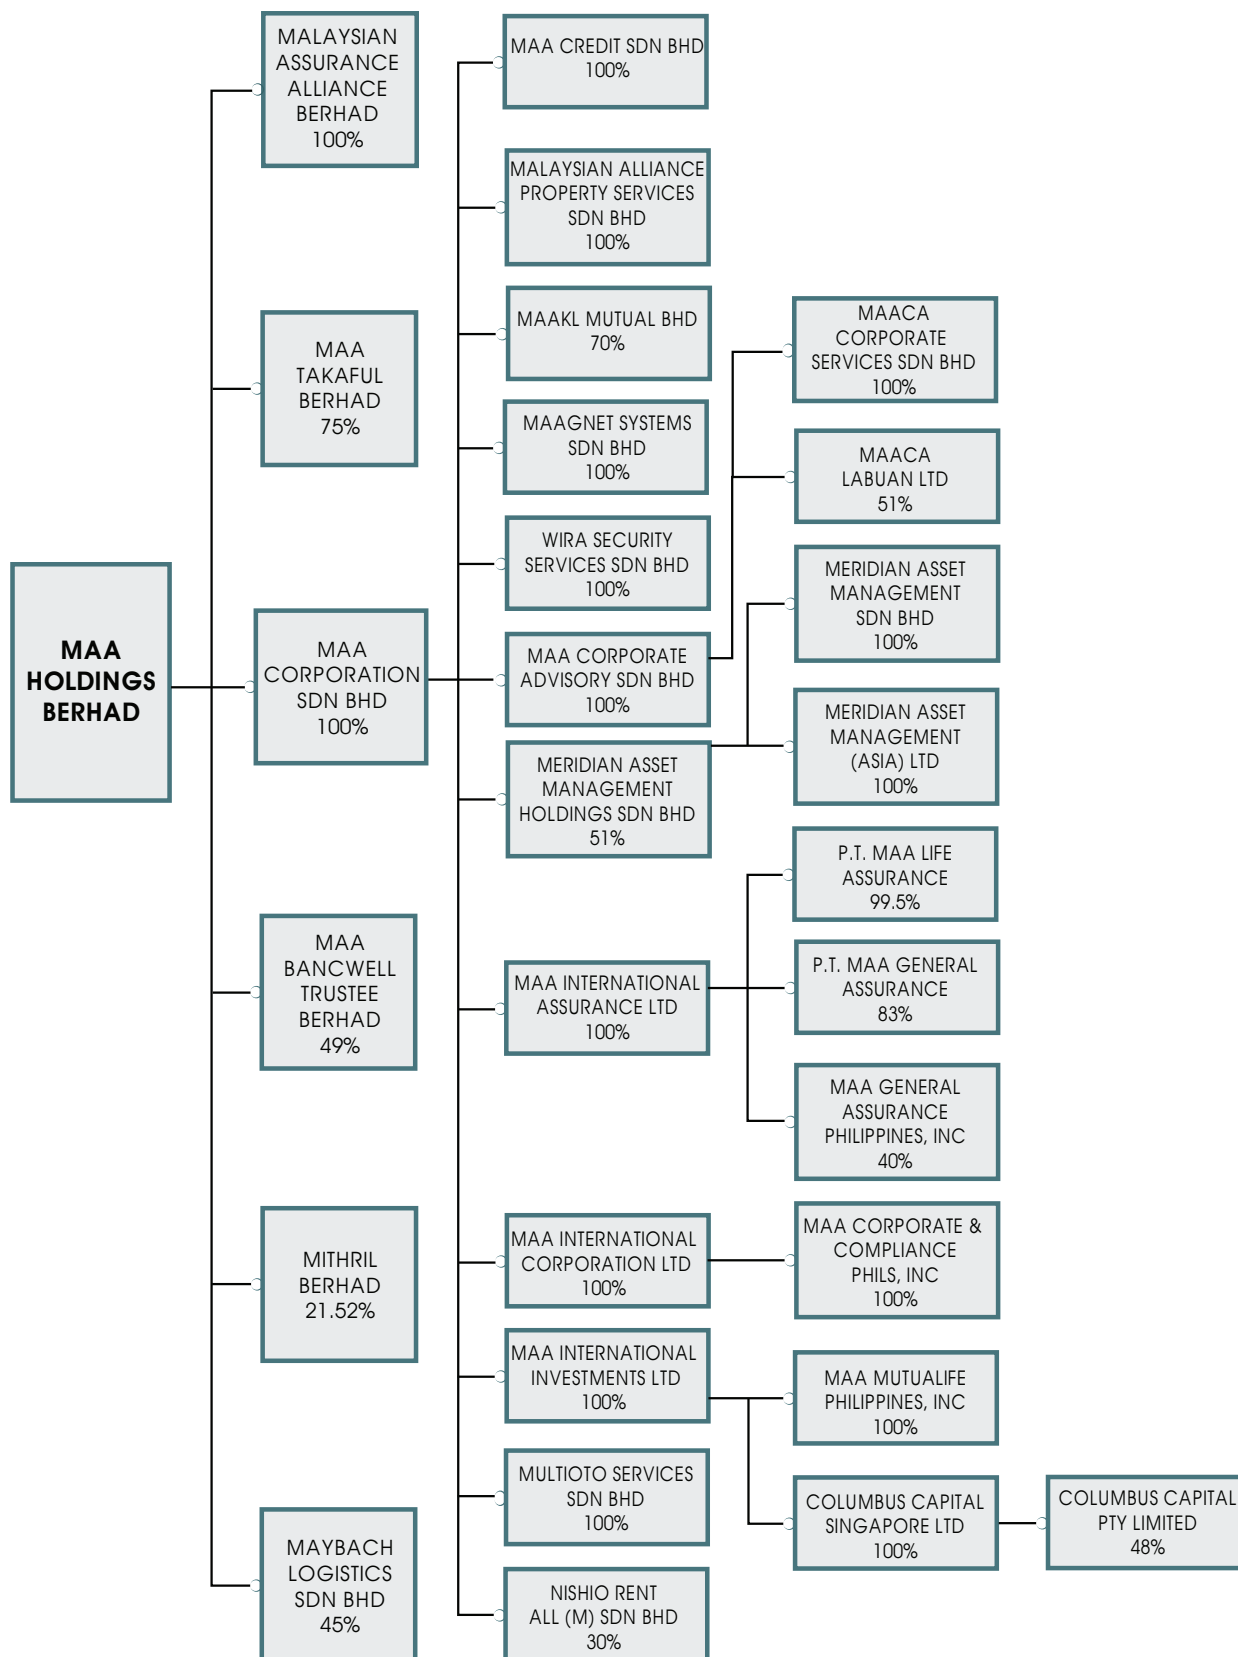 MAA
HOLDINGS
BERHAD
MALAYSIAN
ASSURANCE
ALLIANCE
BERHAD
100%
MAA
TAKAFUL
BERHAD
75%
MAA
CORPORATION
SDN BHD
100%
MAA
BANCWELL
TRUSTEE
BERHAD
49%
MITHRIL
BERHAD
21.52%
MAYBACH
LOGISTICS
SDN BHD
45%
MAA CREDIT SDN BHD
100%
MALAYSIAN ALLIANCE
PROPERTY SERVICES
SDN BHD
100%
MAAKL MUTUAL BHD
70%
MAAGNET SYSTEMS
SDN BHD
100%
WIRA SECURITY
SERVICES SDN BHD
100%
MAA CORPORATE
ADVISORY SDN BHD
100%
MERIDIAN ASSET
MANAGEMENT
HOLDINGS SDN BHD
51%
MAA INTERNATIONAL
ASSURANCE LTD
100%
MAA INTERNATIONAL
CORPORATION LTD
100%
MAA INTERNATIONAL
INVESTMENTS LTD
100%
MULTIOTO SERVICES
SDN BHD
100%
NISHIO RENT
ALL (M) SDN BHD
30%
MAACA
CORPORATE
SERVICES SDN BHD
100%
MAACA
LABUAN LTD
51%
MERIDIAN ASSET
MANAGEMENT
SDN BHD
100%
MERIDIAN ASSET
MANAGEMENT
(ASIA) LTD
100%
P.T. MAA LIFE
ASSURANCE
99.5%
P.T. MAA GENERAL
ASSURANCE
83%
MAA GENERAL
ASSURANCE
PHILIPPINES, INC
40%
MAA CORPORATE &
COMPLIANCE
PHILS, INC
100%
MAA MUTUALIFE
PHILIPPINES, INC
100%
COLUMBUS CAPITAL
SINGAPORE LTD
100%
COLUMBUS CAPITAL
PTY LIMITED
48%